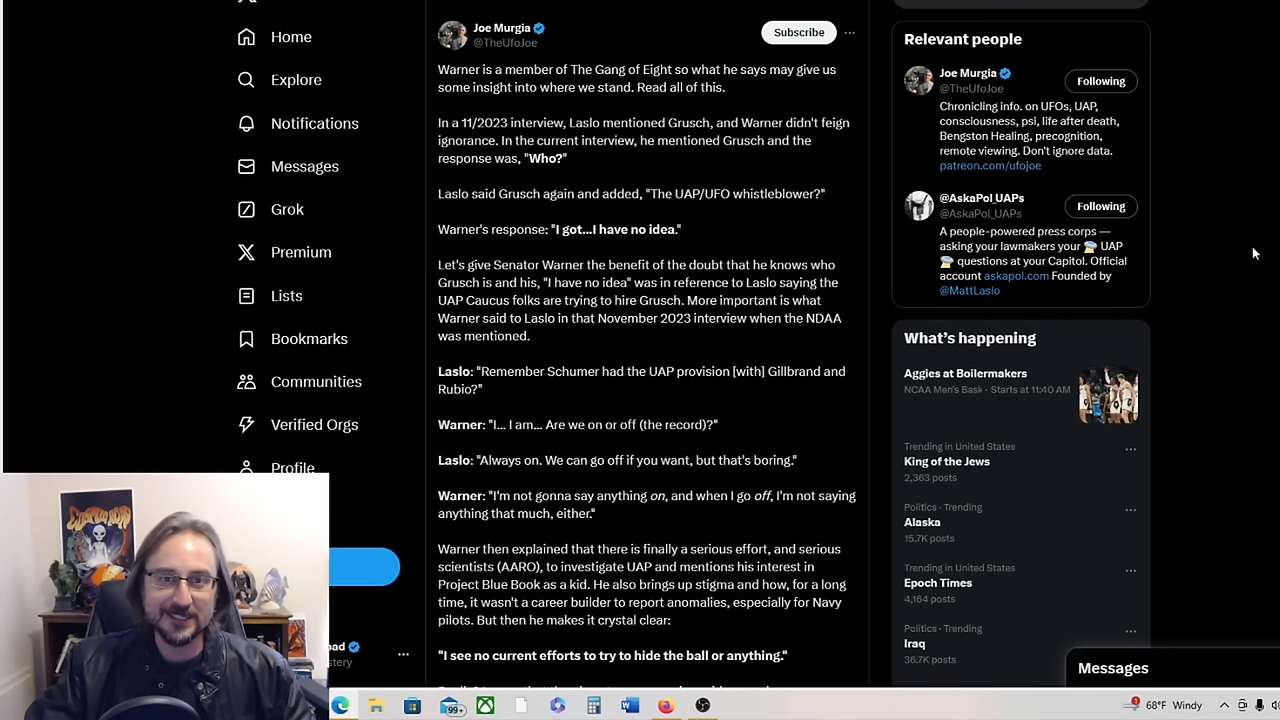 Home
Explore
Notifications
Messages
Grok
Premium
Lists
Bookmarks
Communities
Verified Orgs
Profile
Joe Murgia
@TheUfoJoe
Subscribe
Warner is a member of The Gang of Eight so what he says may give us
some insight into where we stand. Read all of this.
In a 11/2023 interview, Laslo mentioned Grusch, and Warner didn't feign
ignorance. In the current interview, he mentioned Grusch and the
response was, "Who?"
Laslo said Grusch again and added, "The UAP/UFO whistleblower?"
Warner's response: "I got...I have no idea."
Let's give Senator Warner the benefit of the doubt that he knows who
Grusch is and his, "I have no idea" was in reference to Laslo saying the
UAP Caucus folks are trying to hire Grusch. More important is what
Warner said to Laslo in that November 2023 interview when the NDAA
was mentioned.
Laslo: "Remember Schumer had the UAP provision [with] Gillbrand and
Rubio?"
Warner: "I... I am... Are we on or off (the record)?"
Laslo: "Always on. We can go off if you want, but that's boring."
Warner: "I'm not gonna say anything on, and when I go off, I'm not saying
anything that much, either."
Warner then explained that there is finally a serious effort, and serious
scientists (AARO), to investigate UAP and mentions his interest in
Project Blue Book as a kid. He also brings up stigma and how, for a long
time, it wasn't a career builder to report anomalies, especially for Navy
pilots. But then he makes it crystal clear:
"I see no current efforts to try to hide the ball or anything."
Relevant people
Joe Murgia
@TheUfoJoe
Following
Chronicling info. on UFOs, UAP,
consciousness, psi, life after death,
Bengston Healing, precognition,
remote viewing. Don't ignore data.
patreon.com/ufojoe
@AskaPol_UAPs
@AskaPol_UAPs
Following
A people-powered press corps —
asking your lawmakers your 🛸 UAP
🛸 questions at your Capitol. Official
account askapol.com Founded by
@MattLaslo
What's happening
Aggies at Boilermakers
NCAA Men's Bask · Starts at 11:40 AM
Trending in United States
King of the Jews
2,363 posts
Politics · Trending
Alaska
15.7K posts
Trending in United States
Epoch Times
4,164 posts
Politics · Trending
Iraq
36.7K posts
Messages
99+
68°F Windy